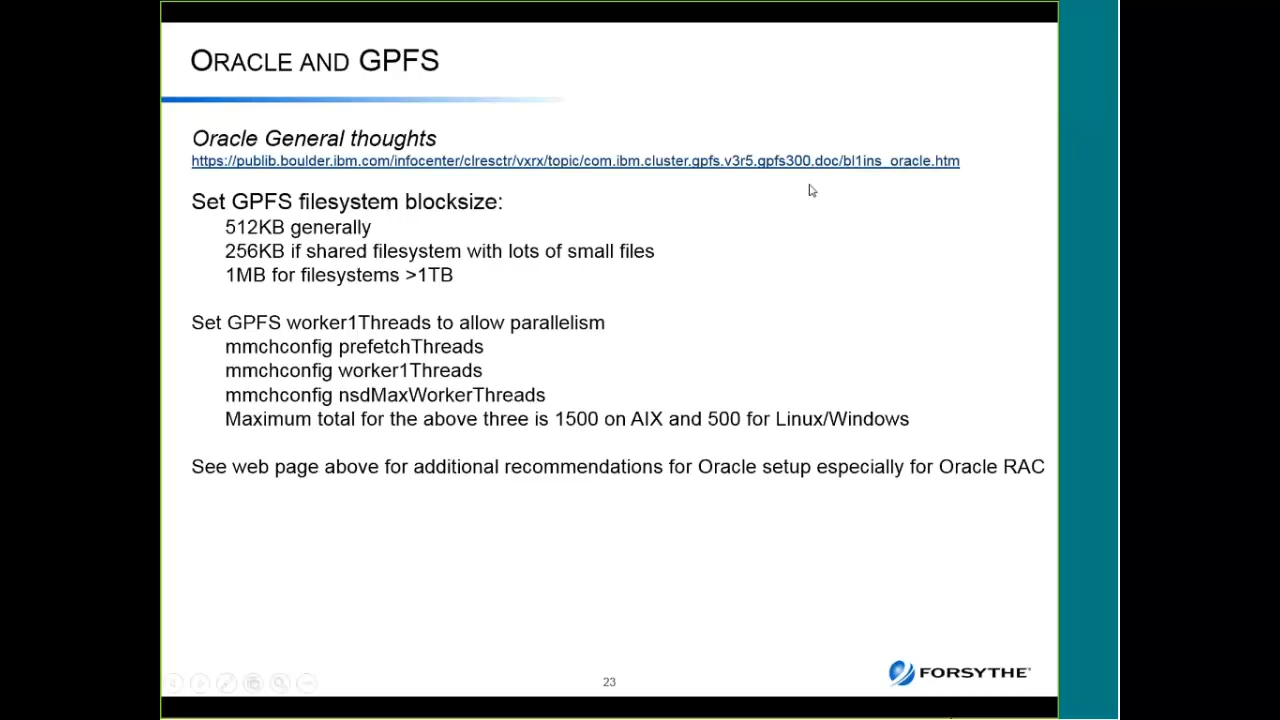 ORACLE AND GPFS
Oracle General thoughts
https://publib.boulder.ibm.com/infocenter/clresctr/vxrx/topic/com.ibm.cluster.gpfs.v3r5.gpfs300.doc/bl1ins_oracle.htm
Set GPFS filesystem blocksize:
512KB generally
256KB if shared filesystem with lots of small files
1MB for filesystems >1TB
Set GPFS worker1Threads to allow parallelism
mmchconfig prefetchThreads
mmchconfig worker1Threads
mmchconfig nsdMaxWorkerThreads
Maximum total for the above three is 1500 on AIX and 500 for Linux/Windows
See web page above for additional recommendations for Oracle setup especially for Oracle RAC
23
FORSYTHE